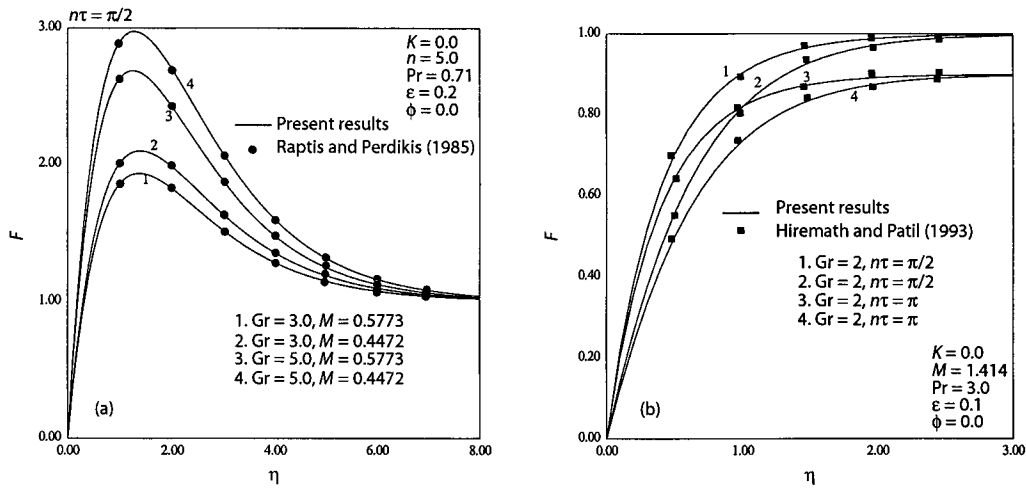 nτ = π/2
3.00
2.00
1.00
0.00
F
K = 0.0
n = 5.0
Pr = 0.71
ε = 0.2
ϕ = 0.0
Present results
Raptis and Perdikis (1985)
4
3
2
1
1. Gr = 3.0, M = 0.5773
2. Gr = 3.0, M = 0.4472
3. Gr = 5.0, M = 0.5773
4. Gr = 5.0, M = 0.4472
(a)
0.00 2.00 4.00 6.00 8.00
η
1.00
0.80
0.60
0.40
0.20
0.00
F
1
2
3
4
Present results
Hiremath and Patil (1993)
1. Gr = 2, nτ = π/2
2. Gr = 2, nτ = π/2
3. Gr = 2, nτ = π
4. Gr = 2, nτ = π
K = 0.0
M = 1.414
Pr = 3.0
ε = 0.1
ϕ = 0.0
(b)
0.00 1.00 2.00 3.00
η